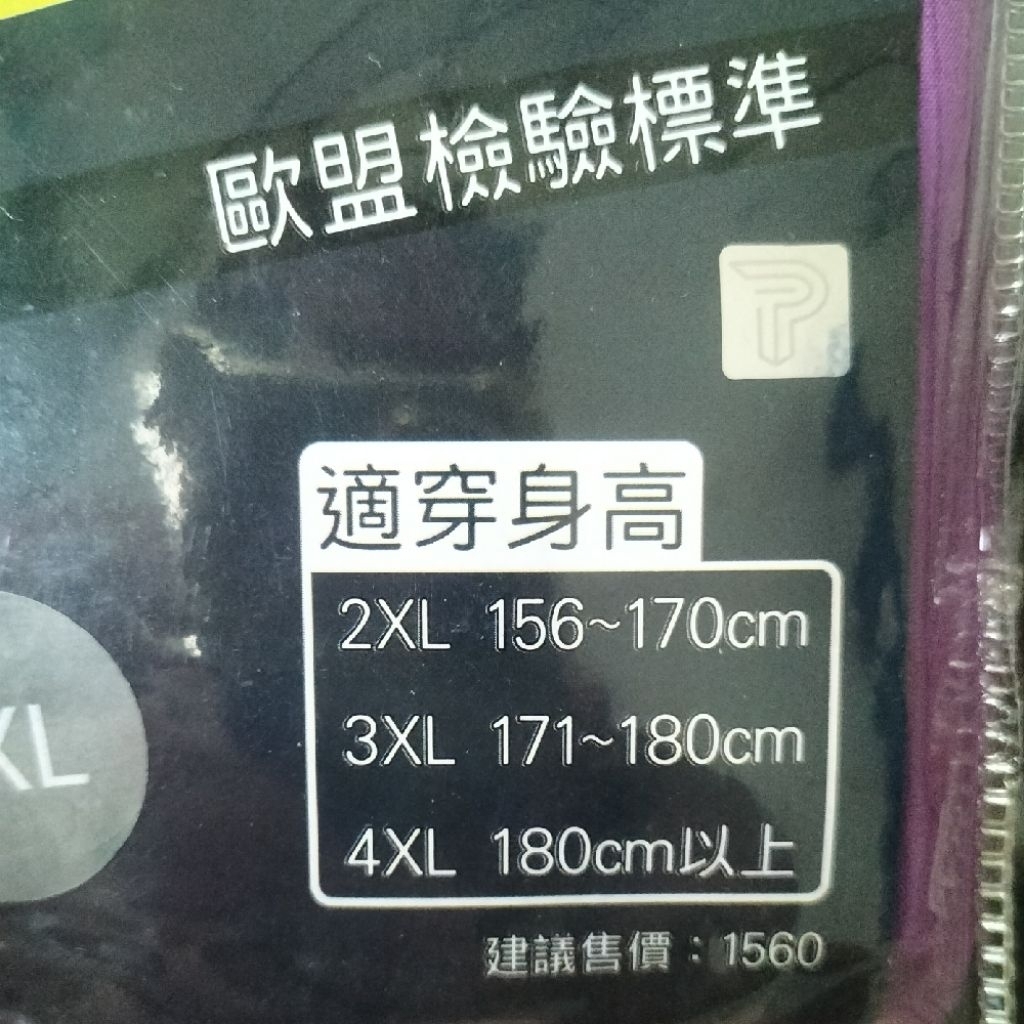 歐盟檢驗標準
適穿身高
2XL 156~170cm
3XL 171~180cm
XL
4XL 180cm以上
建議售價：1560